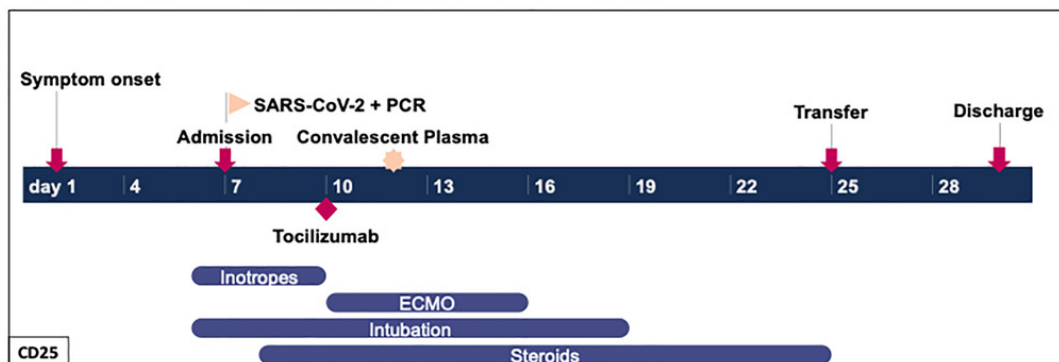 Symptom onset
SARS-CoV-2 + PCR
Admission
Convalescent Plasma
Transfer
Discharge
day 1 4 7 10 13 16 19 22 25 28
Tocilizumab
Inotropes
ECMO
Intubation
Steroids
CD25